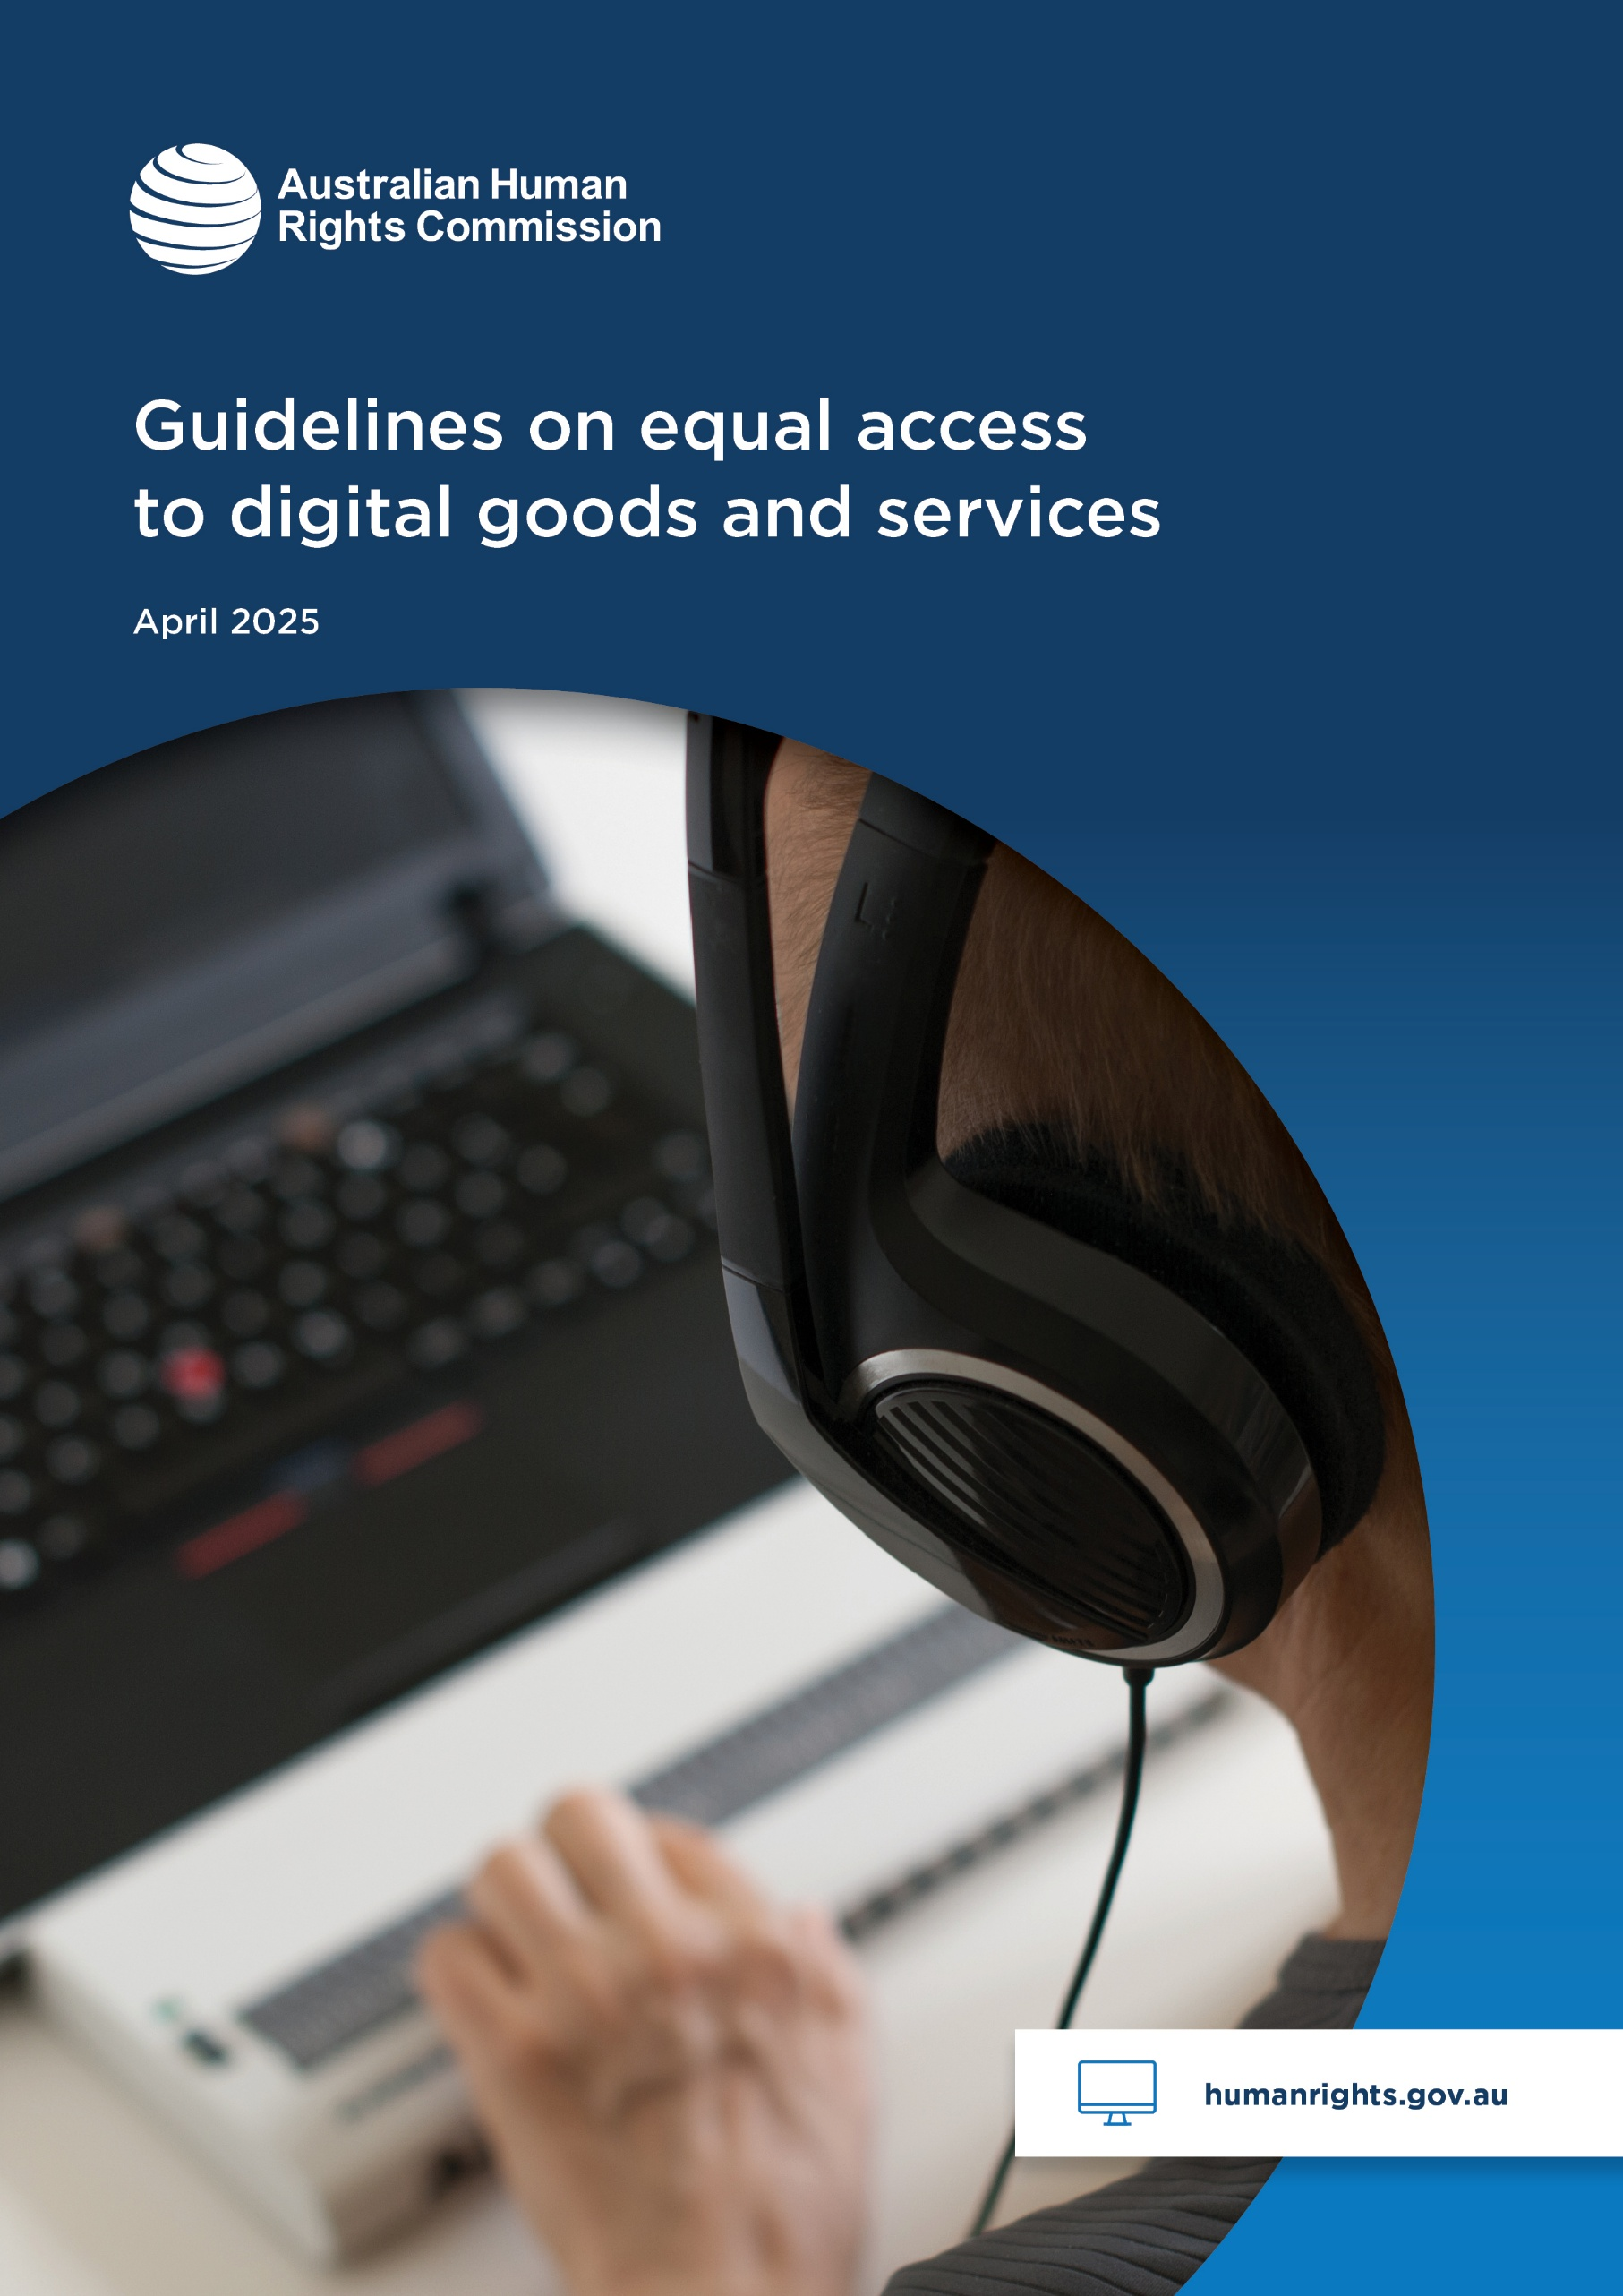 Australian Human
Rights Commission
Guidelines on equal access
to digital goods and services
April 2025
L
humanrights.gov.au